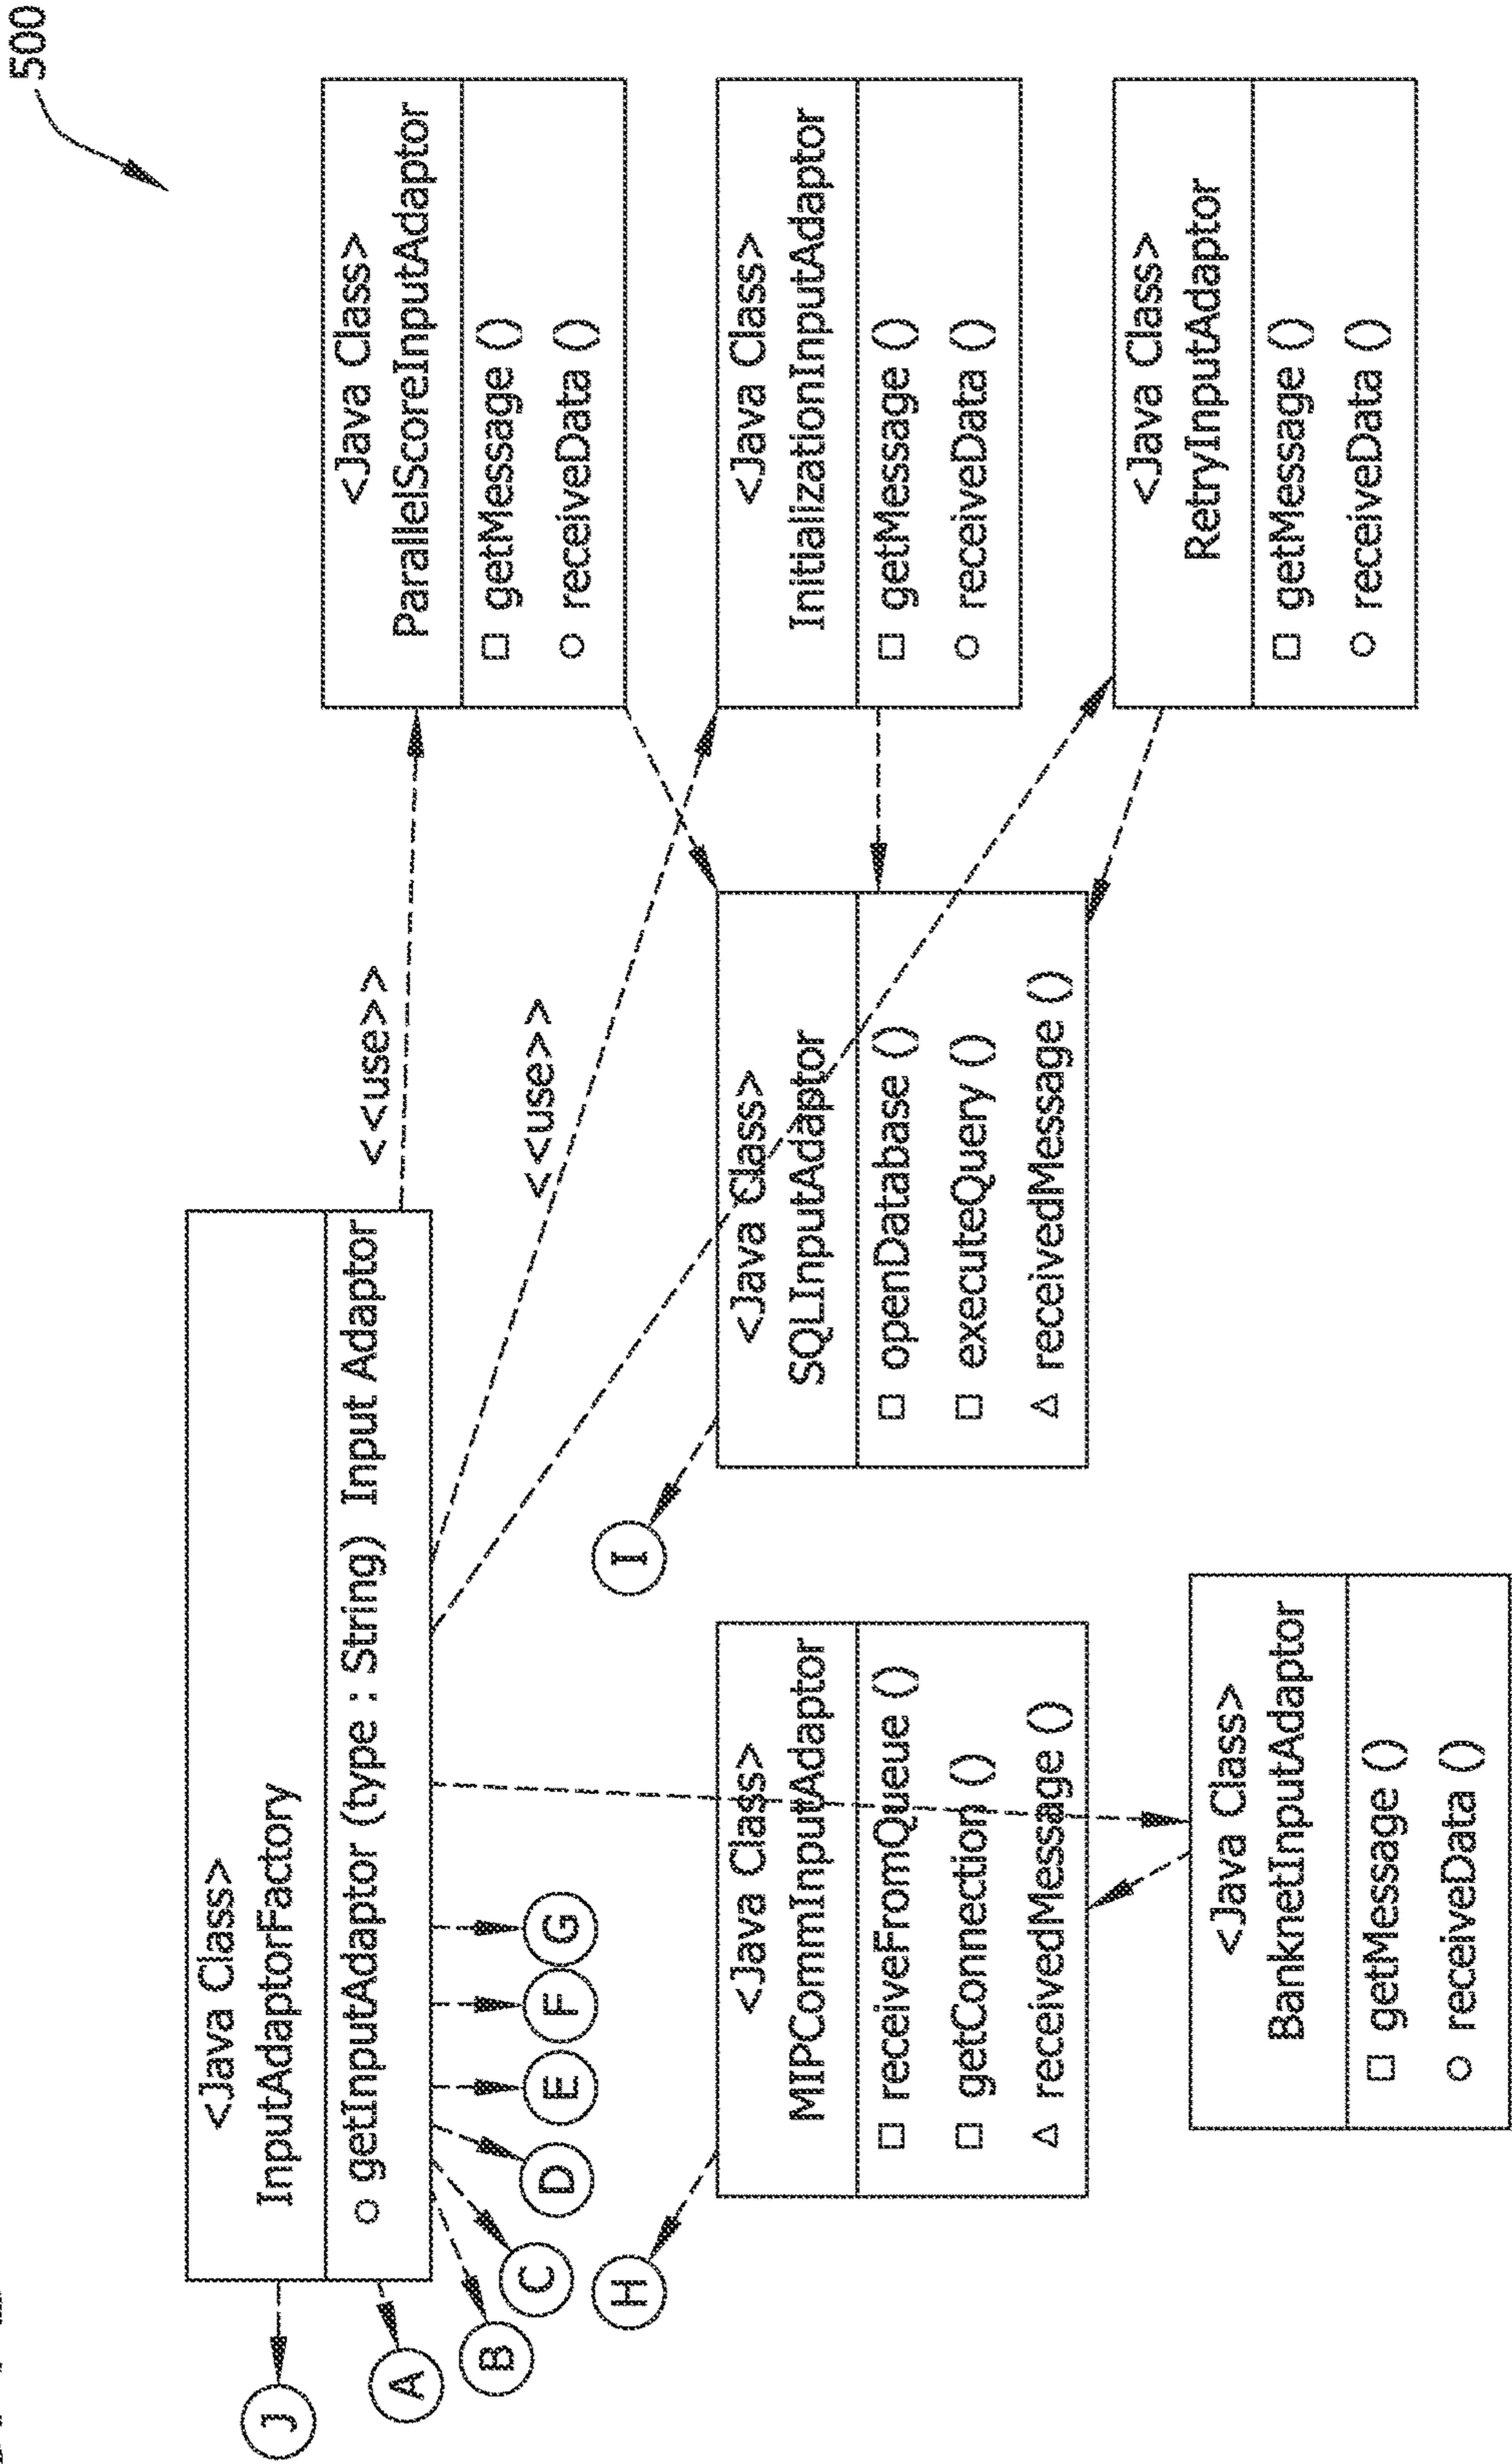 500
<Java Class>
InputAdaptorFactory
getInputAdaptor (type : String) Input Adaptor
J
A
B
C
D
E
F
G
<<use>>
<<use>>
<Java Class>
ParallelScoreInputAdaptor
getMessage ()
receiveData ()
H
I
<Java Class>
MIPCommInputAdaptor
receiveFromQueue ()
getConnection ()
receivedMessage ()
<Java Class>
SQLInputAdaptor
openDatabase ()
executeQuery ()
receivedMessage ()
<Java Class>
InitializationInputAdaptor
getMessage ()
receiveData ()
<Java Class>
BanknetInputAdaptor
getMessage ()
receiveData ()
<Java Class>
RetryInputAdaptor
getMessage ()
receiveData ()